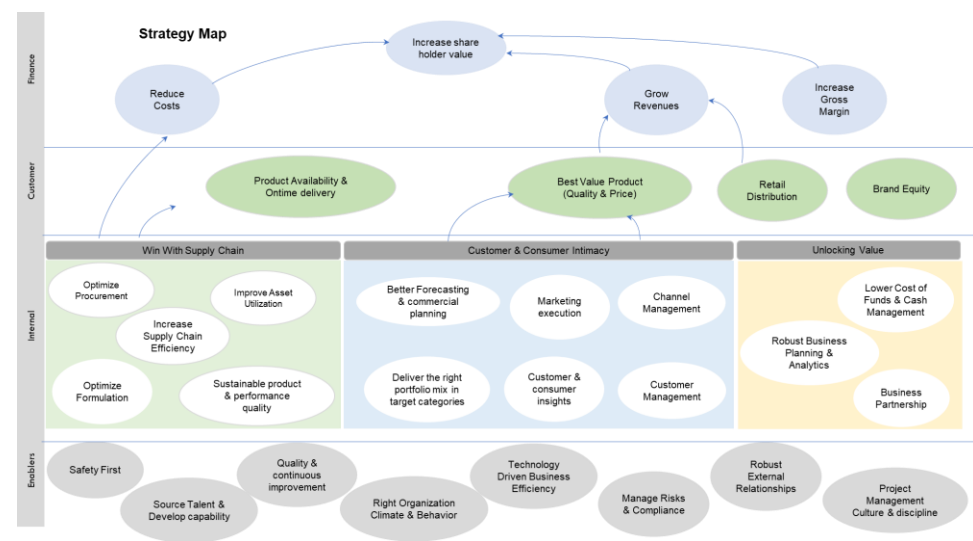 Strategy Map
Finance
Increase share
holder value
Reduce
Costs
Grow
Revenues
Increase
Gross
Margin
Customer
Product Availability &
Ontime delivery
Best Value Product
(Quality & Price)
Retail
Distribution
Brand Equity
Internal
Win With Supply Chain
Optimize
Procurement
Improve Asset
Utilization
Increase
Supply Chain
Efficiency
Optimize
Formulation
Sustainable product
& performance
quality
Customer & Consumer Intimacy
Better Forecasting
& commercial
planning
Marketing
execution
Channel
Management
Deliver the right
portfolio mix in
target categories
Customer &
consumer
insights
Customer
Management
Unlocking Value
Lower Cost of
Funds & Cash
Management
Robust Business
Planning &
Analytics
Business
Partnership
Enablers
Safety First
Source Talent &
Develop capability
Quality &
continuous
improvement
Right Organization
Climate & Behavior
Technology
Driven Business
Efficiency
Manage Risks
& Compliance
Robust
External
Relationships
Project
Management
Culture & discipline